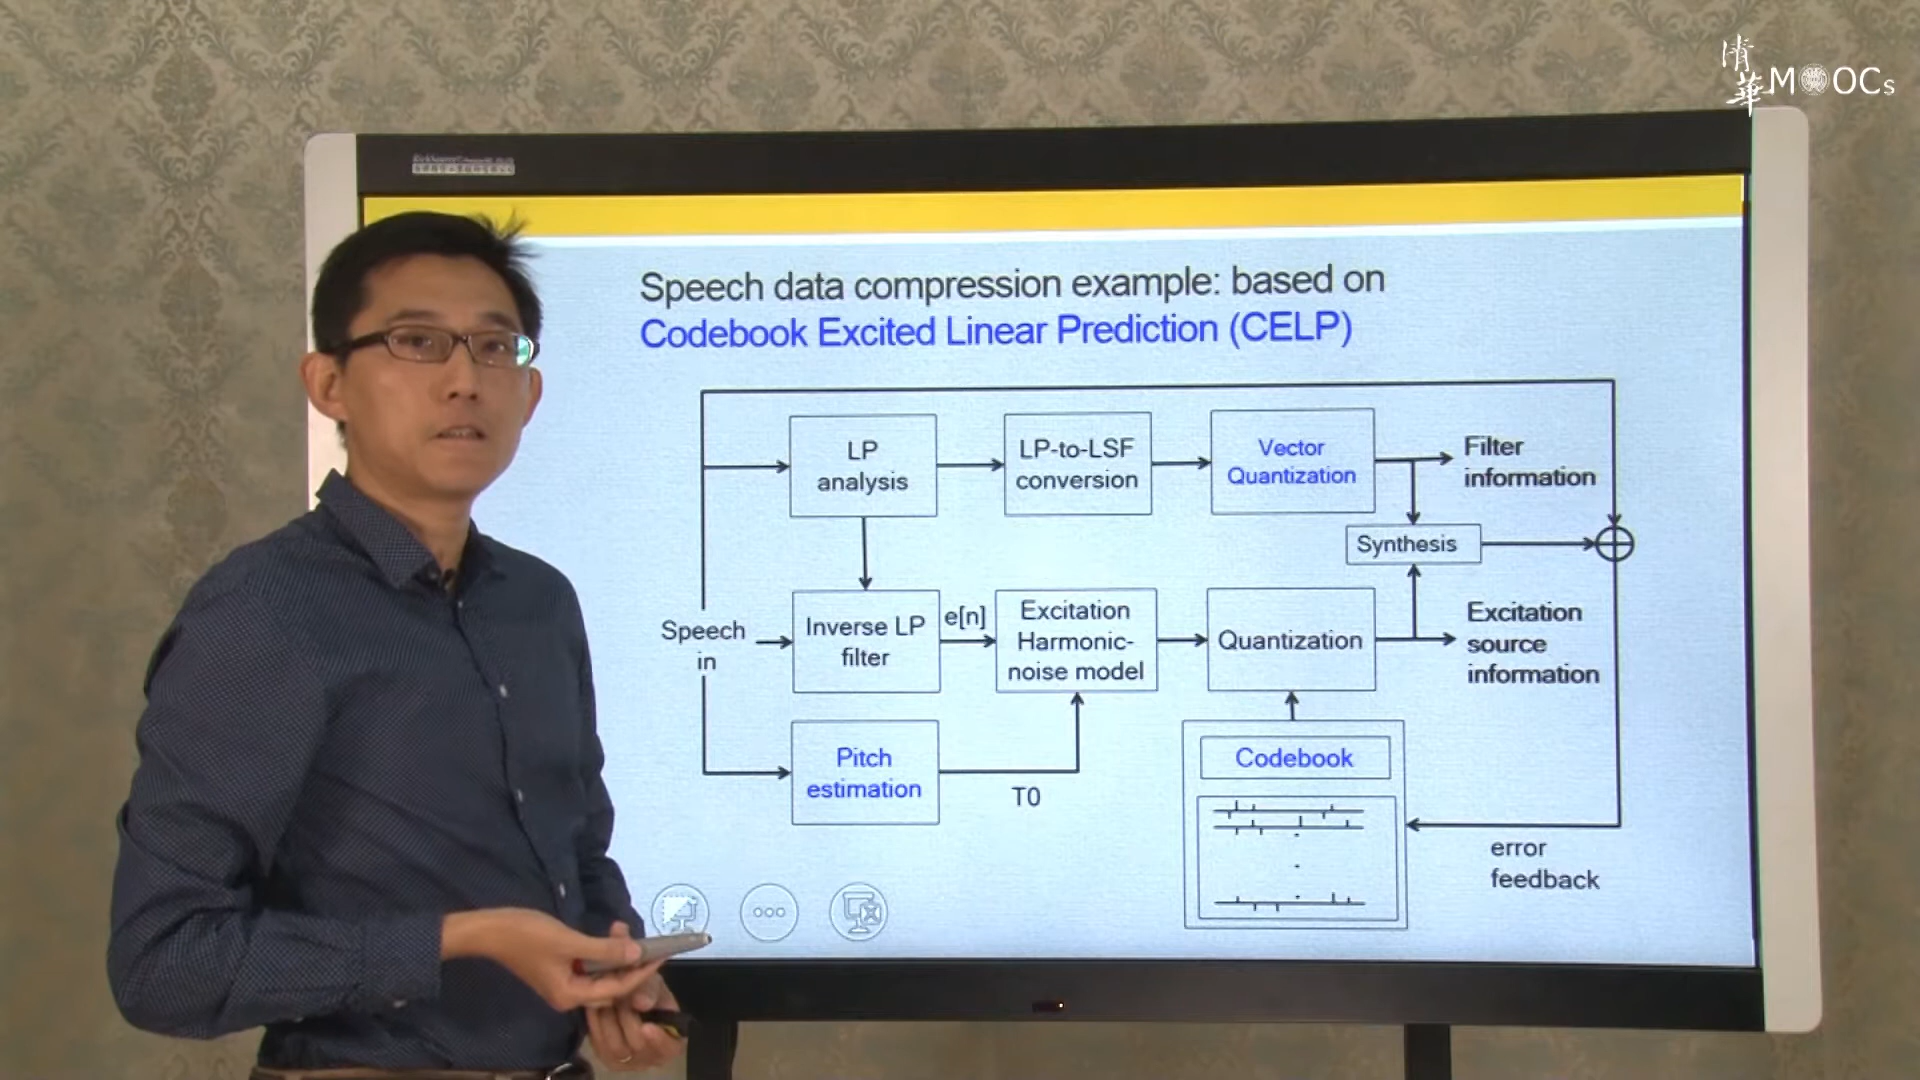 清華MOOCs
Speech data compression example: based on
Codebook Excited Linear Prediction (CELP)
LP
analysis
LP-to-LSF
conversion
Vector
Quantization
Filter
information
Synthesis
Speech
in
Inverse LP
filter
e[n]
Excitation
Harmonic-
noise model
Quantization
Excitation
source
information
Pitch
estimation
T0
Codebook
error
feedback